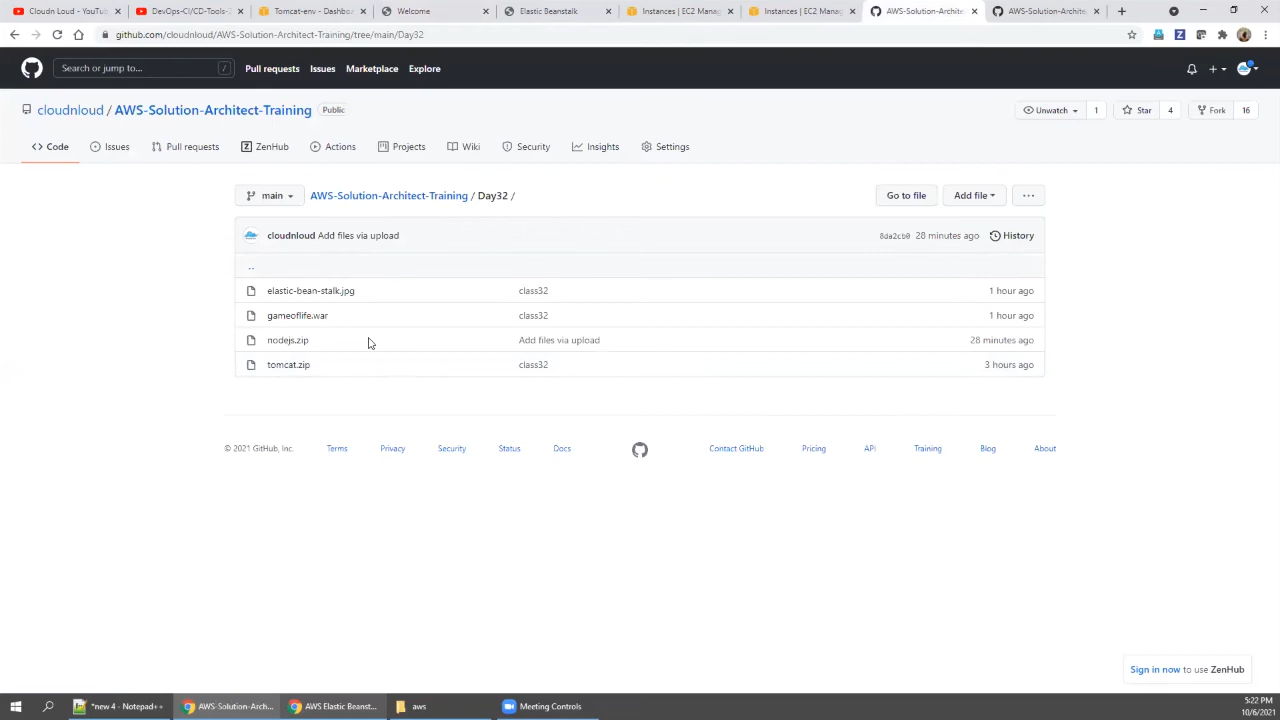 Cloudn Loud - YouTub
DevOps-CI/CD-Tools-
Tomcat-env - Dashboa
Welcome
Elastic Beanstalk
Instances | EC2 Manag
Instances | EC2 Manag
AWS-Solution-Archite
AWS-Solution-Archite
github.com/cloudnloud/AWS-Solution-Architect-Training/tree/main/Day32
Search or jump to... /
Pull requests
Issues
Marketplace
Explore
cloudnloud / AWS-Solution-Architect-Training Public
Unwatch 1
Star 4
Fork 16
<> Code
Issues
Pull requests
ZenHub
Actions
Projects
Wiki
Security
Insights
Settings
main
AWS-Solution-Architect-Training / Day32 /
Go to file
Add file
cloudnloud Add files via upload
8da2cb0 28 minutes ago
History
..
elastic-bean-stalk.jpg class32 1 hour ago
gameoflife.war class32 1 hour ago
nodejs.zip Add files via upload 28 minutes ago
tomcat.zip class32 3 hours ago
© 2021 GitHub, Inc.
Terms
Privacy
Security
Status
Docs
Contact GitHub
Pricing
API
Training
Blog
About
Sign in now to use ZenHub
*new 4 - Notepad++
AWS-Solution-Arch...
AWS Elastic Beanst...
aws
Meeting Controls
5:22 PM
10/6/2021